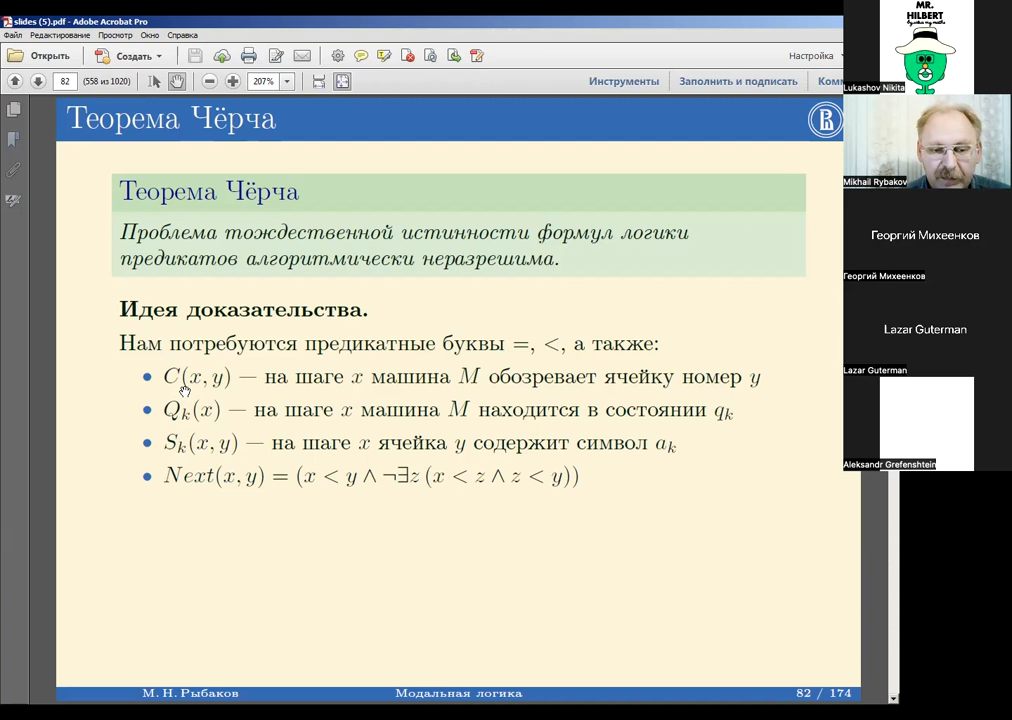 slides (5).pdf - Adobe Acrobat Pro
Файл Редактирование Просмотр Окно Справка
Открыть Создать Настройка
82 (558 из 1020) 207% Инструменты Заполнить и подписать
Теорема Чёрча
Теорема Чёрча
Проблема тождественной истинности формул логики
предикатов алгоритмически неразрешима.
Идея доказательства.
Нам потребуются предикатные буквы =, <, а также:
• C(x, y) — на шаге x машина M обозревает ячейку номер y
• Qₖ(x) — на шаге x машина M находится в состоянии qₖ
• Sₖ(x, y) — на шаге x ячейка y содержит символ aₖ
• Next(x, y) = (x < y ∧ ¬∃z (x < z ∧ z < y))
М. Н. Рыбаков Модальная логика 82 / 174
MR.
HILBERT
Lukashov Nikita
Mikhail Rybakov
Георгий Михеенков
Георгий Михеенков
Lazar Guterman
Lazar Guterman
Aleksandr Grefenshtein